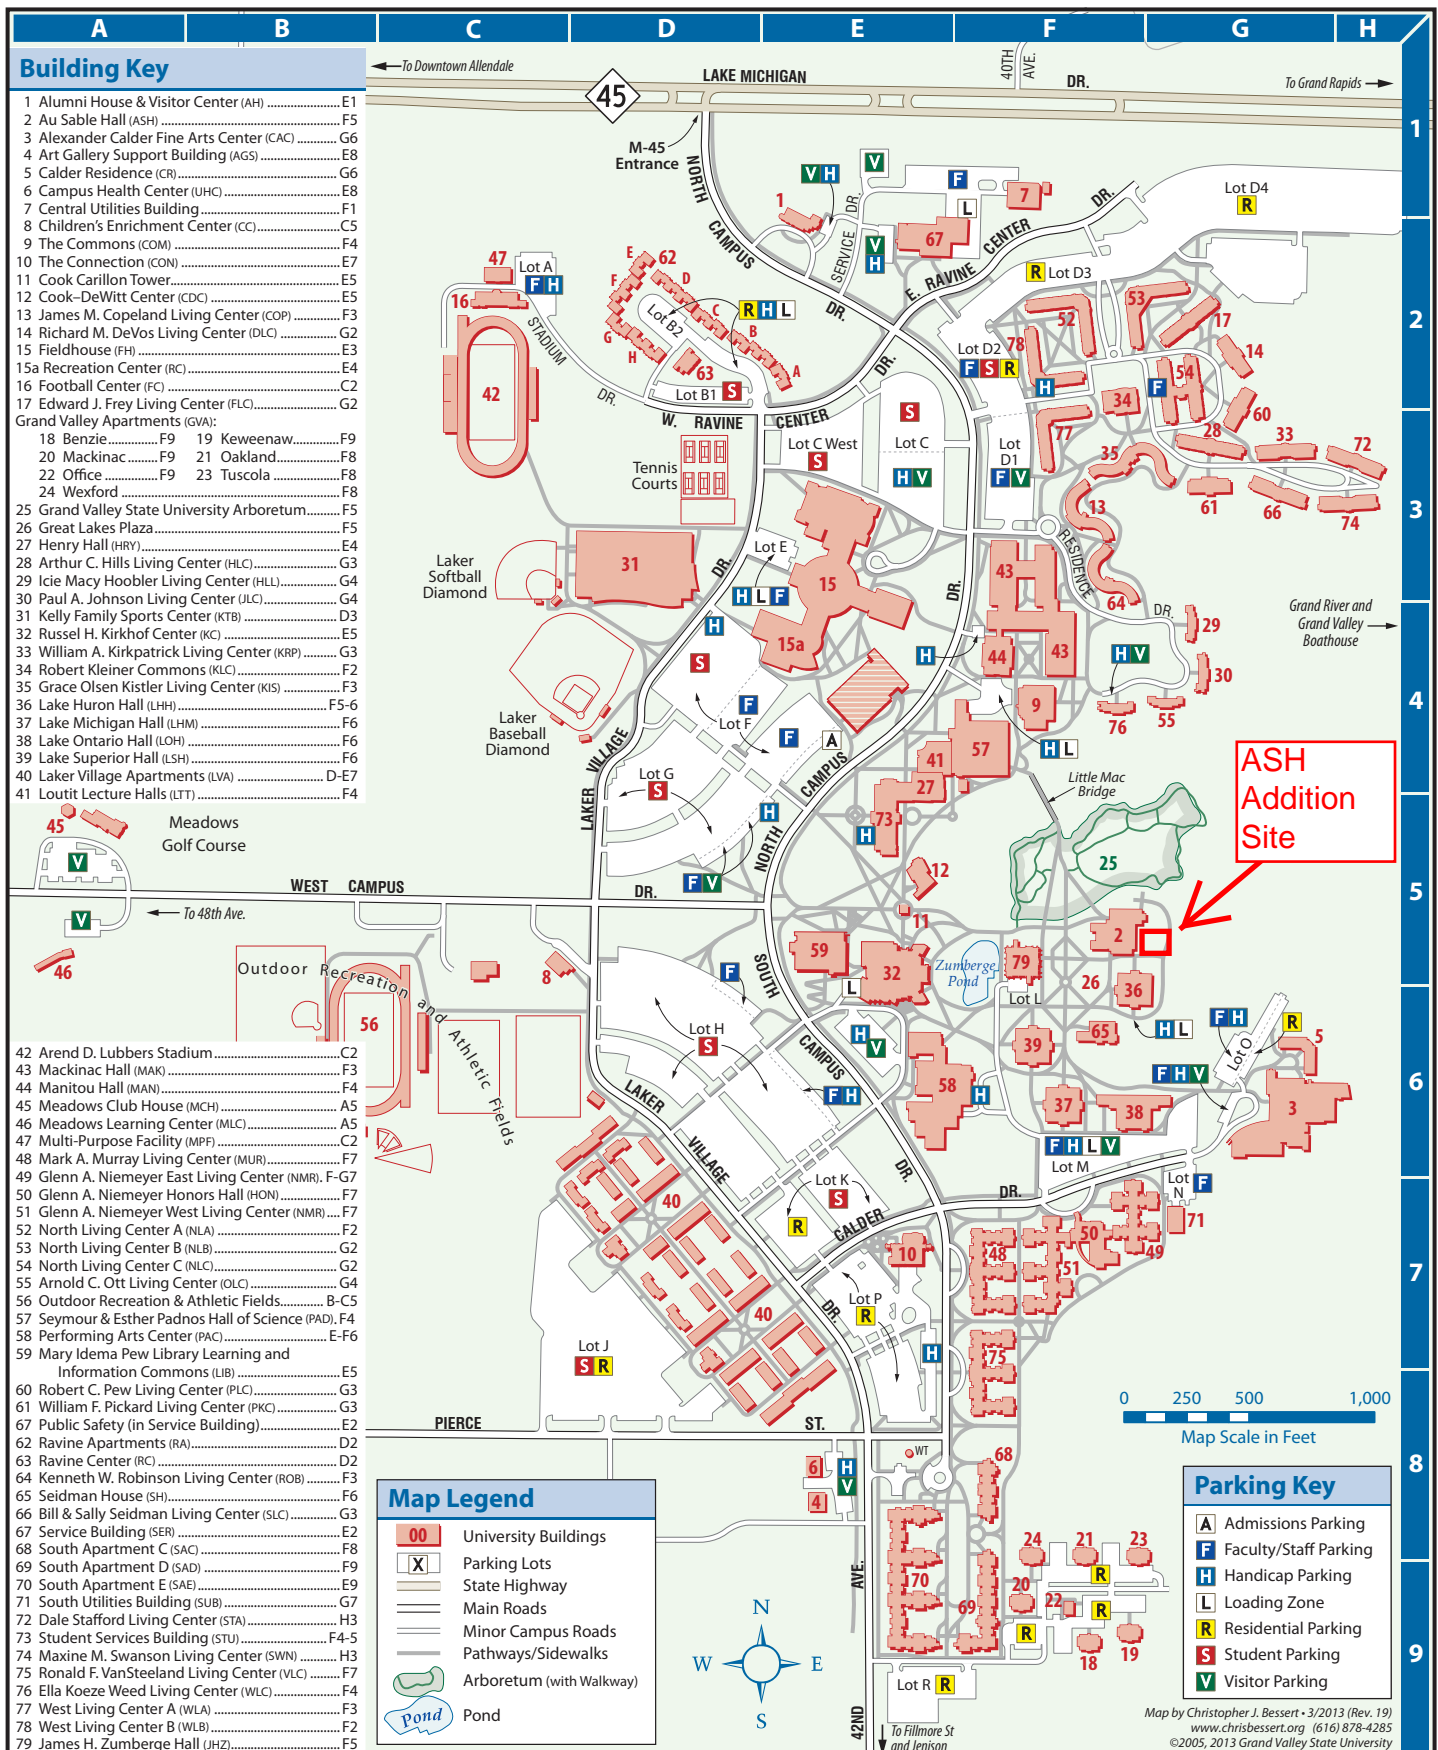 A B C D E F G H
Building Key
1 Alumni House & Visitor Center (AH) E1
2 Au Sable Hall (ASH) F5
3 Alexander Calder Fine Arts Center (CAC) G6
4 Art Gallery Support Building (AGS) E8
5 Calder Residence (CR) G6
6 Campus Health Center (UHC) E8
7 Central Utilities Building F1
8 Children's Enrichment Center (CC) C5
9 The Commons (COM) F4
10 The Connection (CON) E7
11 Cook Carillon Tower E5
12 Cook–DeWitt Center (CDC) E5
13 James M. Copeland Living Center (COP) F3
14 Richard M. DeVos Living Center (DLC) G2
15 Fieldhouse (FH) E3
15a Recreation Center (RC) E4
16 Football Center (FC) C2
17 Edward J. Frey Living Center (FLC) G2
Grand Valley Apartments (GVA):
18 Benzie F9 19 Keweenaw F9
20 Mackinac F9 21 Oakland F8
22 Office F9 23 Tuscola F8
24 Wexford F8
25 Grand Valley State University Arboretum F5
26 Great Lakes Plaza F5
27 Henry Hall (HRY) E4
28 Arthur C. Hills Living Center (HLC) G3
29 Icie Macy Hoobler Living Center (HLL) G4
30 Paul A. Johnson Living Center (JLC) G4
31 Kelly Family Sports Center (KTB) D3
32 Russel H. Kirkhof Center (KC) E5
33 William A. Kirkpatrick Living Center (KRP) G3
34 Robert Kleiner Commons (KLC) F2
35 Grace Olsen Kistler Living Center (KIS) F3
36 Lake Huron Hall (LHH) F5-6
37 Lake Michigan Hall (LHM) F6
38 Lake Ontario Hall (LOH) F6
39 Lake Superior Hall (LSH) F6
40 Laker Village Apartments (LVA) D-E7
41 Loutit Lecture Halls (LTT) F4
42 Arend D. Lubbers Stadium C2
43 Mackinac Hall (MAK) F3
44 Manitou Hall (MAN) F4
45 Meadows Club House (MCH) A5
46 Meadows Learning Center (MLC) A5
47 Multi-Purpose Facility (MPF) C2
48 Mark A. Murray Living Center (MUR) F7
49 Glenn A. Niemeyer East Living Center (NMR). F-G7
50 Glenn A. Niemeyer Honors Hall (HON) F7
51 Glenn A. Niemeyer West Living Center (NMR) F7
52 North Living Center A (NLA) F2
53 North Living Center B (NLB) G2
54 North Living Center C (NLC) G2
55 Arnold C. Ott Living Center (OLC) G4
56 Outdoor Recreation & Athletic Fields B-C5
57 Seymour & Esther Padnos Hall of Science (PAD). F4
58 Performing Arts Center (PAC) E-F6
59 Mary Idema Pew Library Learning and
Information Commons (LIB) E5
60 Robert C. Pew Living Center (PLC) G3
61 William F. Pickard Living Center (PKC) G3
67 Public Safety (in Service Building) E2
62 Ravine Apartments (RA) D2
63 Ravine Center (RC) D2
64 Kenneth W. Robinson Living Center (ROB) F3
65 Seidman House (SH) F6
66 Bill & Sally Seidman Living Center (SLC) G3
67 Service Building (SER) E2
68 South Apartment C (SAC) F8
69 South Apartment D (SAD) F9
70 South Apartment E (SAE) E9
71 South Utilities Building (SUB) G7
72 Dale Stafford Living Center (STA) H3
73 Student Services Building (STU) F4-5
74 Maxine M. Swanson Living Center (SWN) H3
75 Ronald F. VanSteeland Living Center (VLC) F7
76 Ella Koeze Weed Living Center (WLC) F4
77 West Living Center A (WLA) F3
78 West Living Center B (WLB) F2
79 James H. Zumberge Hall (JHZ) F5
To Downtown Allendale
45
LAKE MICHIGAN DR.
40TH AVE.
To Grand Rapids
M-45
Entrance
NORTH CAMPUS DR.
SERVICE DR.
E. RAVINE CENTER DR.
W. RAVINE CENTER DR.
STADIUM DR.
Lot A
Lot B2
Lot B1
Lot C West
Lot C
Lot D1
Lot D2
Lot D3
Lot D4
Tennis
Courts
Lot E
Laker
Softball
Diamond
Laker
Baseball
Diamond
RESIDENCE DR.
Grand River and
Grand Valley
Boathouse
Lot F
Lot G
LAKER VILLAGE DR.
NORTH CAMPUS DR.
Little Mac
Bridge
ASH
Addition
Site
Meadows
Golf Course
WEST CAMPUS DR.
To 48th Ave.
Outdoor Recreation and Athletic Fields
Zumberge
Pond
Lot L
Lot H
SOUTH CAMPUS DR.
Lot O
Lot M
Lot N
Lot K
CALDER DR.
LAKER VILLAGE DR.
Lot P
Lot J
PIERCE ST.
WT
0 250 500 1,000
Map Scale in Feet
Map Legend
00 University Buildings
X Parking Lots
State Highway
Main Roads
Minor Campus Roads
Pathways/Sidewalks
Arboretum (with Walkway)
Pond Pond
N
W E
S
42ND AVE.
Lot R R
To Fillmore St
and Jenison
Parking Key
A Admissions Parking
F Faculty/Staff Parking
H Handicap Parking
L Loading Zone
R Residential Parking
S Student Parking
V Visitor Parking
Map by Christopher J. Bessert • 3/2013 (Rev. 19)
www.chrisbessert.org (616) 878-4285
©2005, 2013 Grand Valley State University
1
2
3
4
5
6
7
8
9